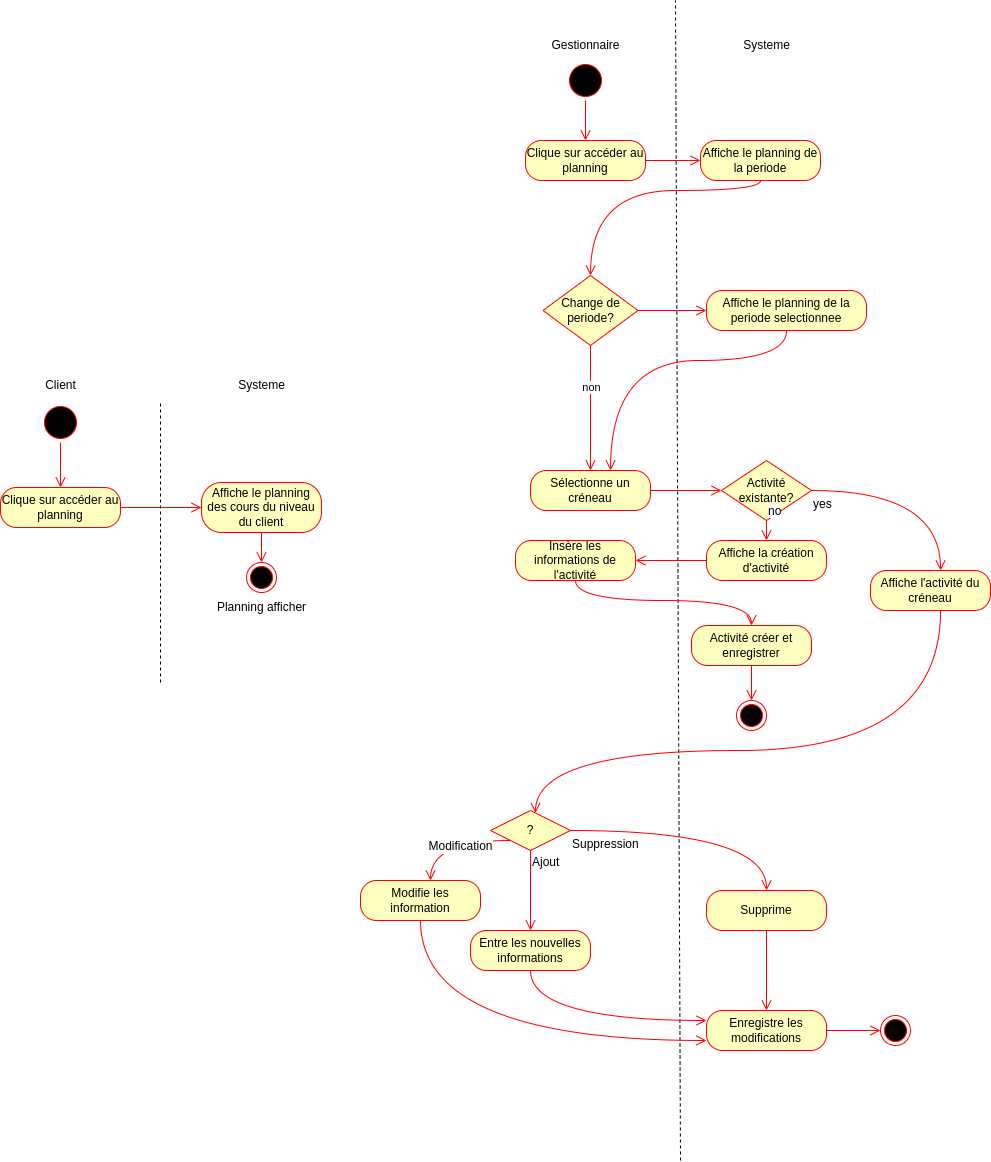 Gestionnaire
Systeme
Clique sur accéder au
planning
Affiche le planning de
la periode
Change de
periode?
Affiche le planning de la
periode selectionnee
non
Client
Systeme
Clique sur accéder au
planning
Affiche le planning
des cours du niveau
du client
Planning afficher
Sélectionne un
créneau
Activité
existante?
no
yes
Insère les
informations de
l'activité
Affiche la création
d'activité
Affiche l'activité du
créneau
Activité créer et
enregistrer
?
Modification
Ajout
Suppression
Modifie les
information
Entre les nouvelles
informations
Supprime
Enregistre les
modifications